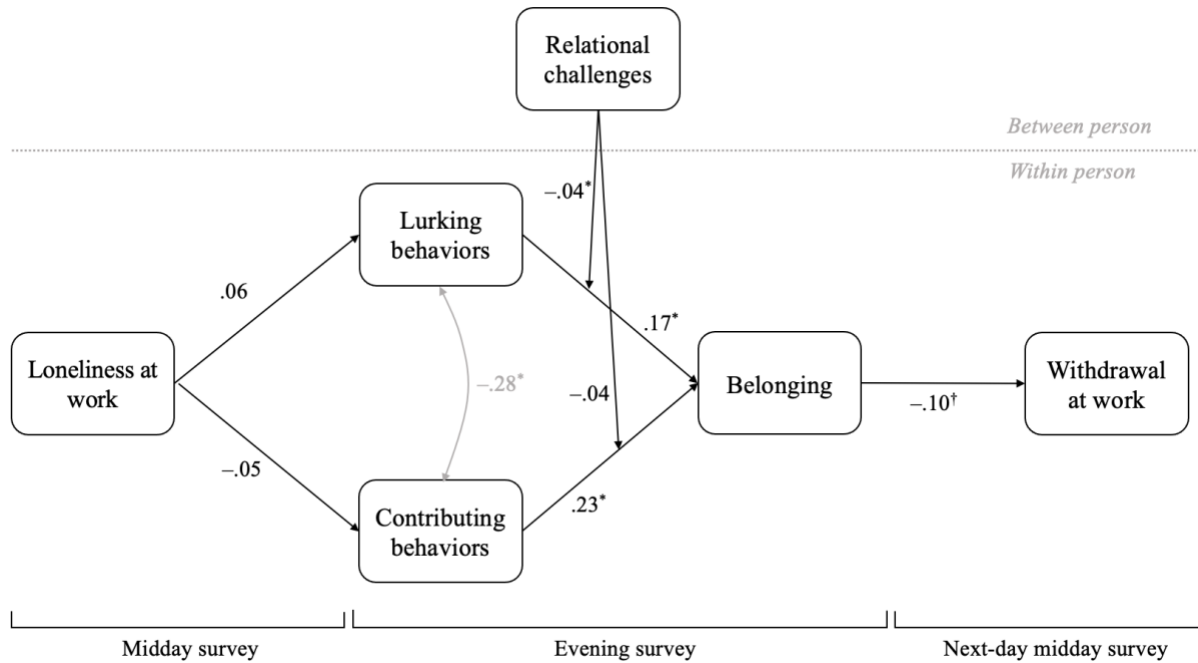 Relational
challenges
Between person
Within person
–.04*
Lurking
behaviors
.06
.17*
Loneliness at
work
–.28*
–.04
Belonging
–.10†
Withdrawal
at work
–.05
.23*
Contributing
behaviors
Midday survey
Evening survey
Next-day midday survey